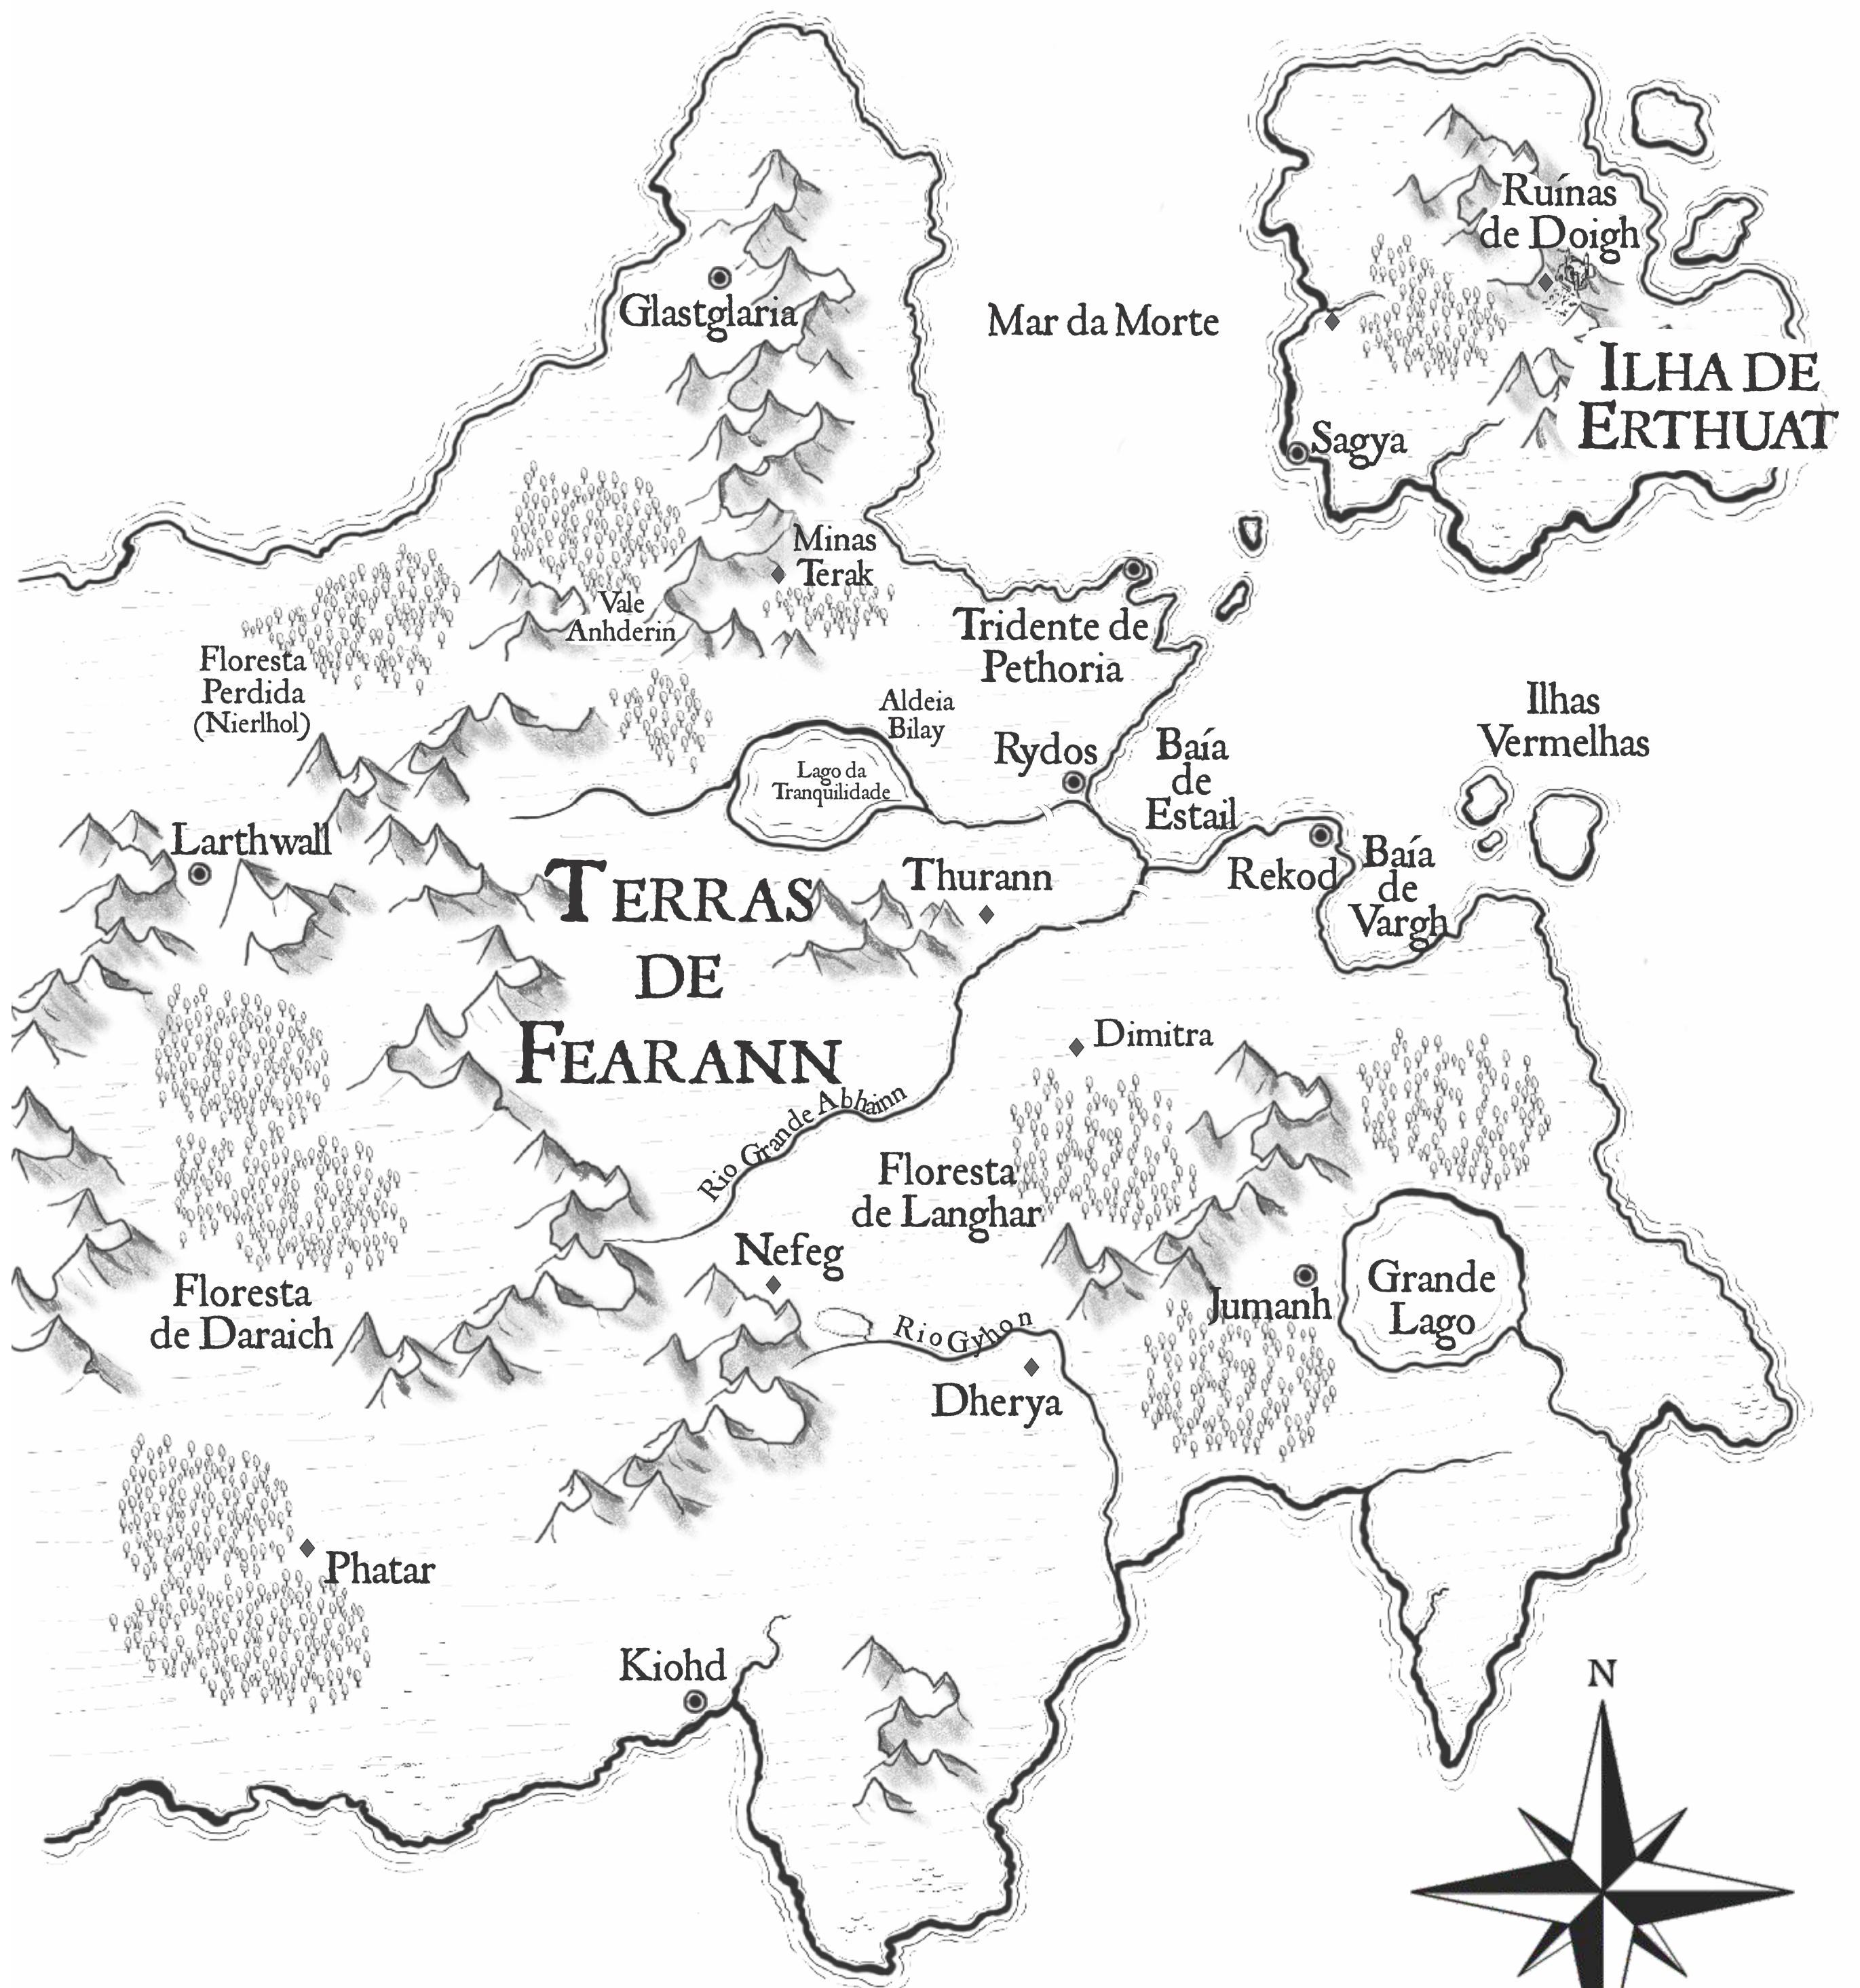 Ruínas
de Doigh
Glastglaria
Mar da Morte
ILHA DE
ERTHUAT
Sagya
Minas
Terak
Vale
Anhderin
Tridente de
Pethoria
Floresta
Perdida
(Nierlhol)
Aldeia
Bilay
Ilhas
Vermelhas
Rydos
Baía
de
Estail
Lago da
Tranquilidade
Larthwall
Rekod
Baía
de
Vargh
Thurann
TERRAS
DE
FEARANN
Dimitra
Rio Grande Abhainn
Floresta
de Langhar
Nefeg
Jumanh
Grande
Lago
Floresta
de Daraich
Rio Gyhon
Dherya
Phatar
Kiohd
N